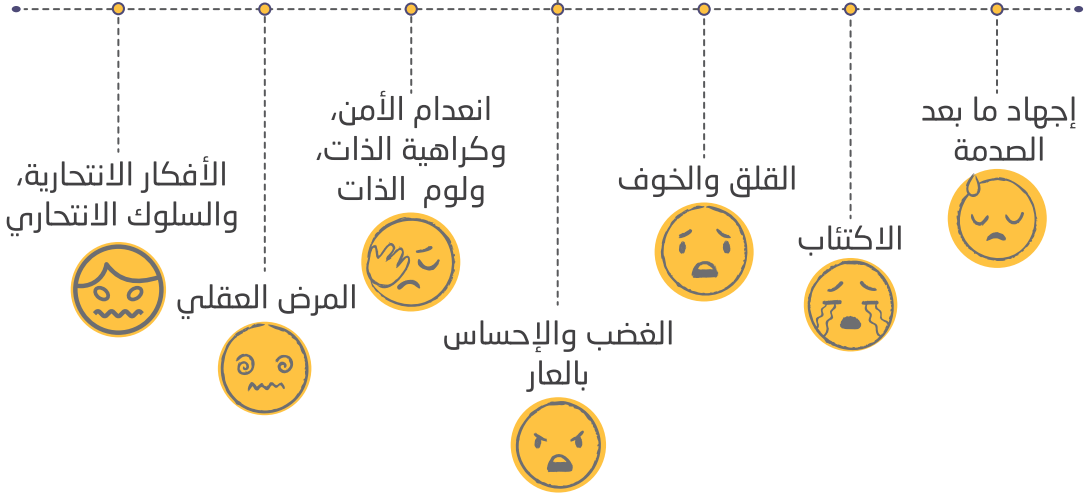 إجهاد ما بعد
الصدمة
الاكتئاب
القلق والخوف
الغضب والإحساس
بالعار
انعدام الأمن،
وكراهية الذات،
ولوم الذات
المرض العقلي
الأفكار الانتحارية،
والسلوك الانتحاري